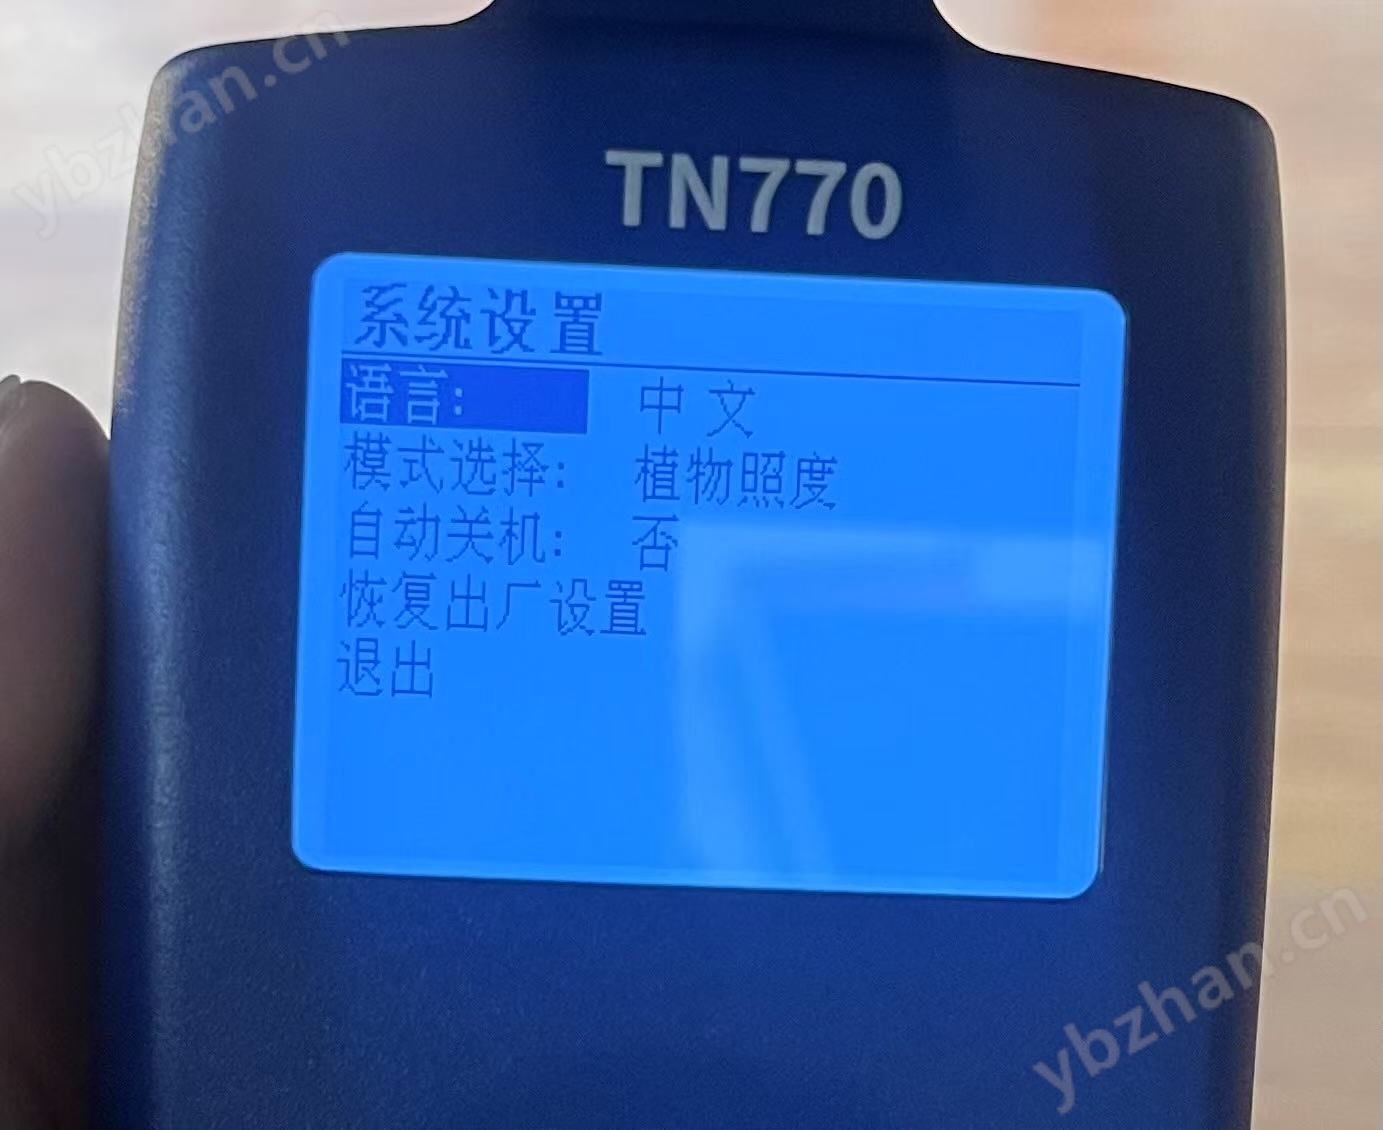 ybzhan.cn
TN770
系统设置
语言: 中文
模式选择: 植物照度
自动关机: 否
恢复出厂设置
退出
ybzhan.cn